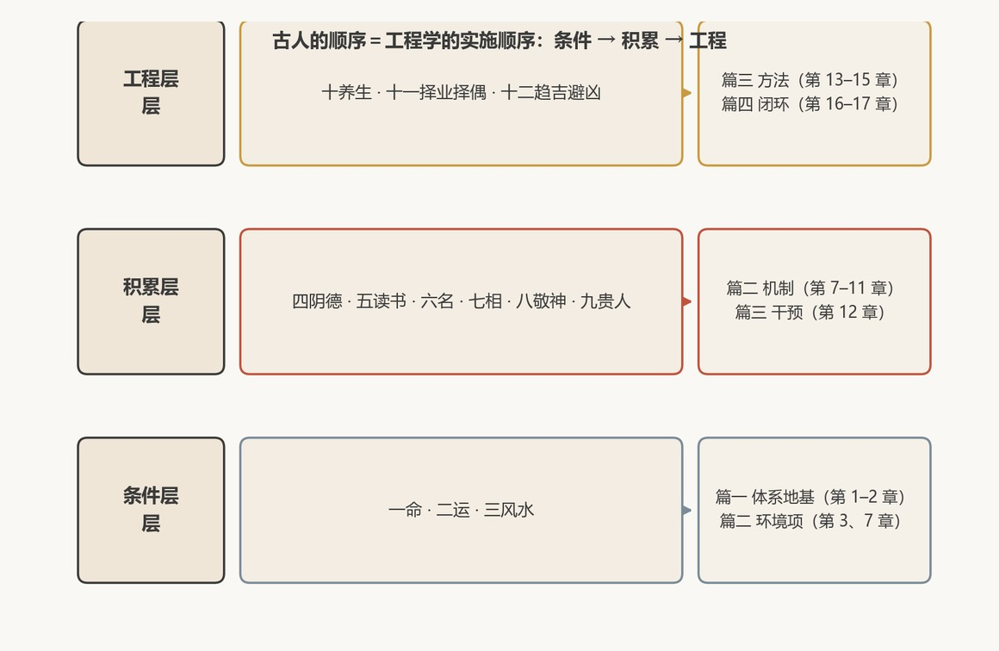 古人的顺序 = 工程学的实施顺序：条件 → 积累 → 工程
工程层
层
十养生 · 十一择业择偶 · 十二趋吉避凶
篇三 方法（第 13–15 章）
篇四 闭环（第 16–17 章）
积累层
层
四阴德 · 五读书 · 六名 · 七相 · 八敬神 · 九贵人
篇二 机制（第 7–11 章）
篇三 干预（第 12 章）
条件层
层
一命 · 二运 · 三风水
篇一 体系地基（第 1–2 章）
篇二 环境项（第 3、7 章）